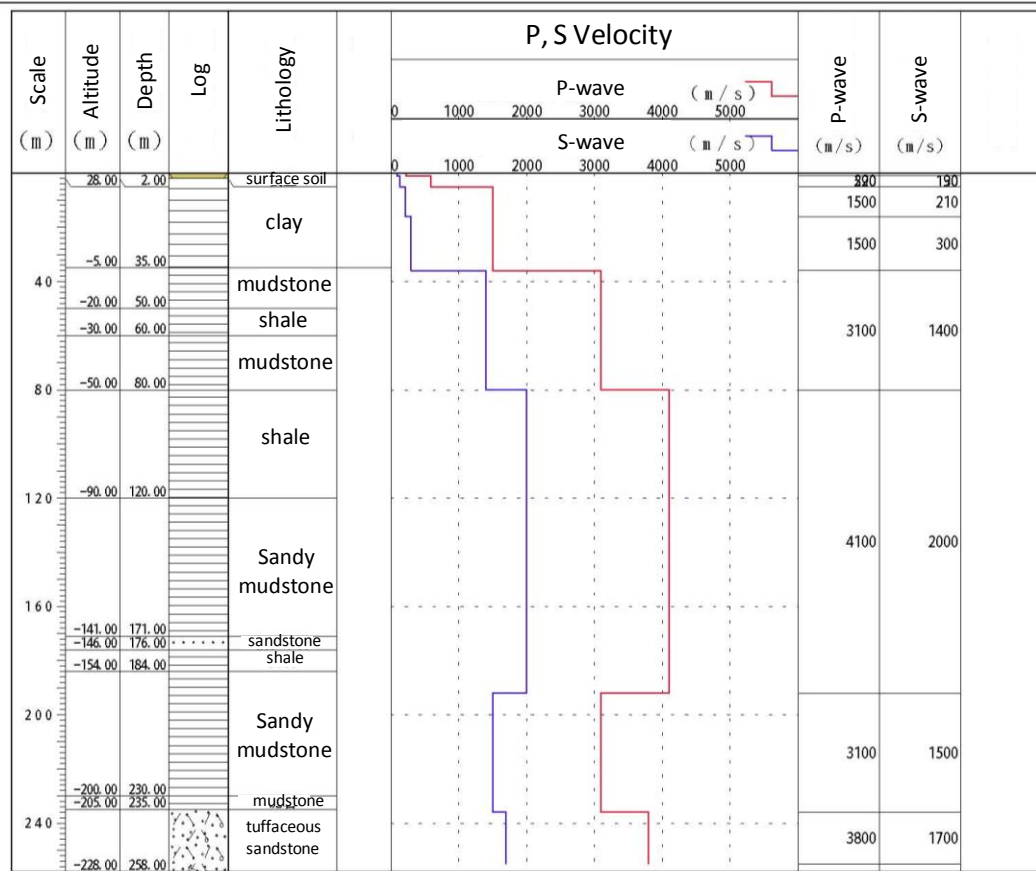 P, S Velocity
Scale
(m)
Altitude
(m)
Depth
(m)
Log
Lithology
P-wave (m/s)
0 1000 2000 3000 4000 5000
S-wave (m/s)
0 1000 2000 3000 4000 5000
P-wave
(m/s)
S-wave
(m/s)
28.00 2.00 surface soil
1500 210
clay
1500 300
-5.00 35.00
40
mudstone
-20.00 50.00
shale
-30.00 60.00
3100 1400
mudstone
-50.00 80.00
80
shale
-90.00 120.00
120
4100 2000
Sandy
mudstone
160
-141.00 171.00
-146.00 176.00 sandstone
-154.00 184.00 shale
200
Sandy
mudstone
3100 1500
-200.00 230.00
-205.00 235.00 mudstone
240
tuffaceous
sandstone
3800 1700
-228.00 258.00